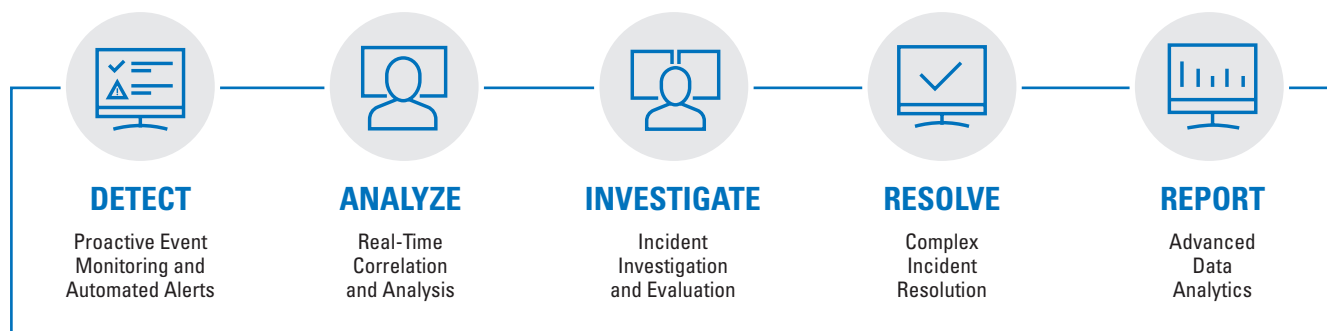 DETECT
Proactive Event
Monitoring and
Automated Alerts
ANALYZE
Real-Time
Correlation
and Analysis
INVESTIGATE
Incident
Investigation
and Evaluation
RESOLVE
Complex
Incident
Resolution
REPORT
Advanced
Data
Analytics